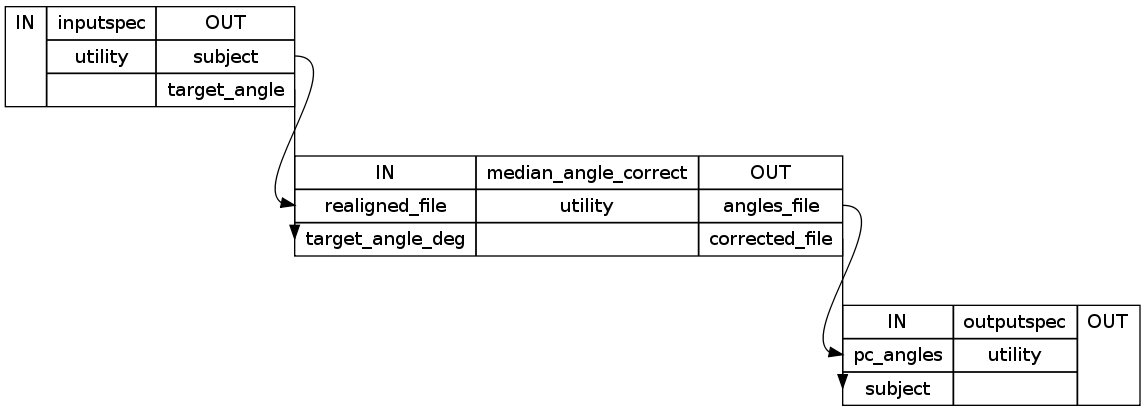 IN inputspec OUT
utility subject
target_angle
IN median_angle_correct OUT
realigned_file utility angles_file
target_angle_deg corrected_file
IN outputspec OUT
pc_angles utility
subject